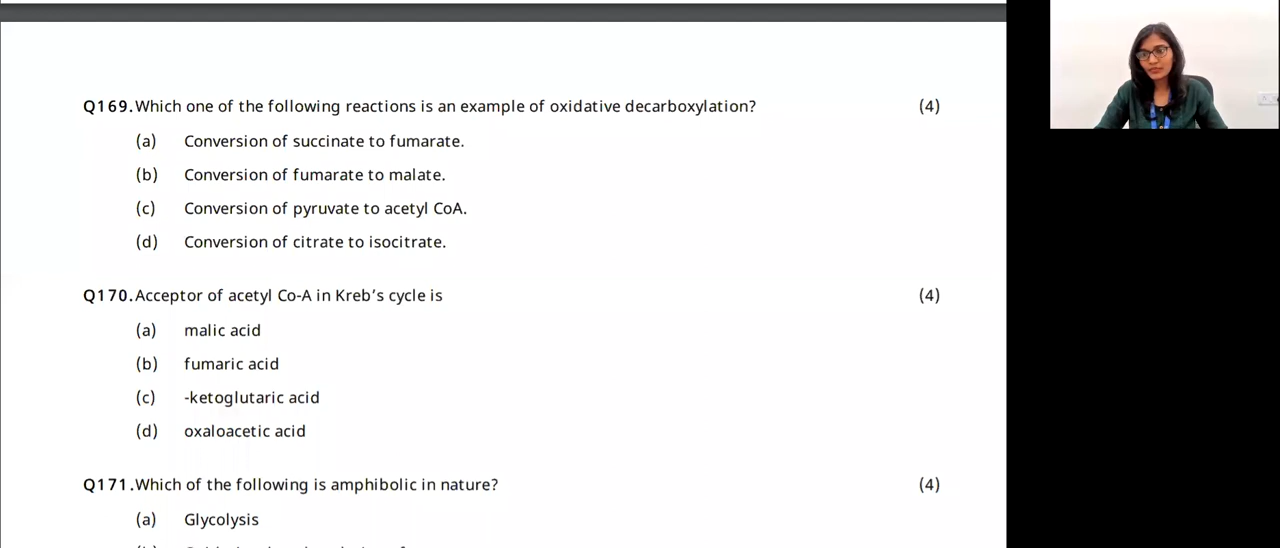 Q169. Which one of the following reactions is an example of oxidative decarboxylation? (4)
(a) Conversion of succinate to fumarate.
(b) Conversion of fumarate to malate.
(c) Conversion of pyruvate to acetyl CoA.
(d) Conversion of citrate to isocitrate.
Q170. Acceptor of acetyl Co-A in Kreb’s cycle is (4)
(a) malic acid
(b) fumaric acid
(c) -ketoglutaric acid
(d) oxaloacetic acid
Q171. Which of the following is amphibolic in nature? (4)
(a) Glycolysis